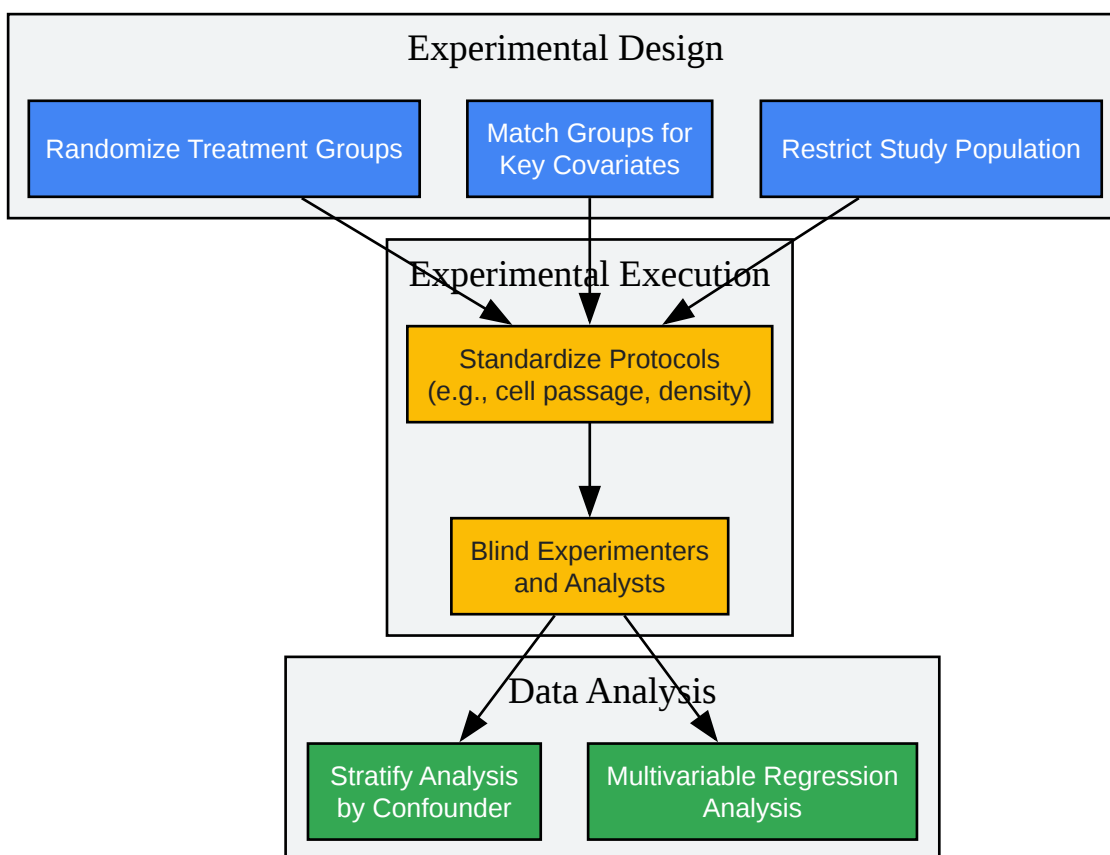 Experimental Design
Randomize Treatment Groups
Match Groups for
Key Covariates
Restrict Study Population
Experimental Execution
Standardize Protocols
(e.g., cell passage, density)
Blind Experimenters
and Analysts
Data Analysis
Stratify Analysis
by Confounder
Multivariable Regression
Analysis